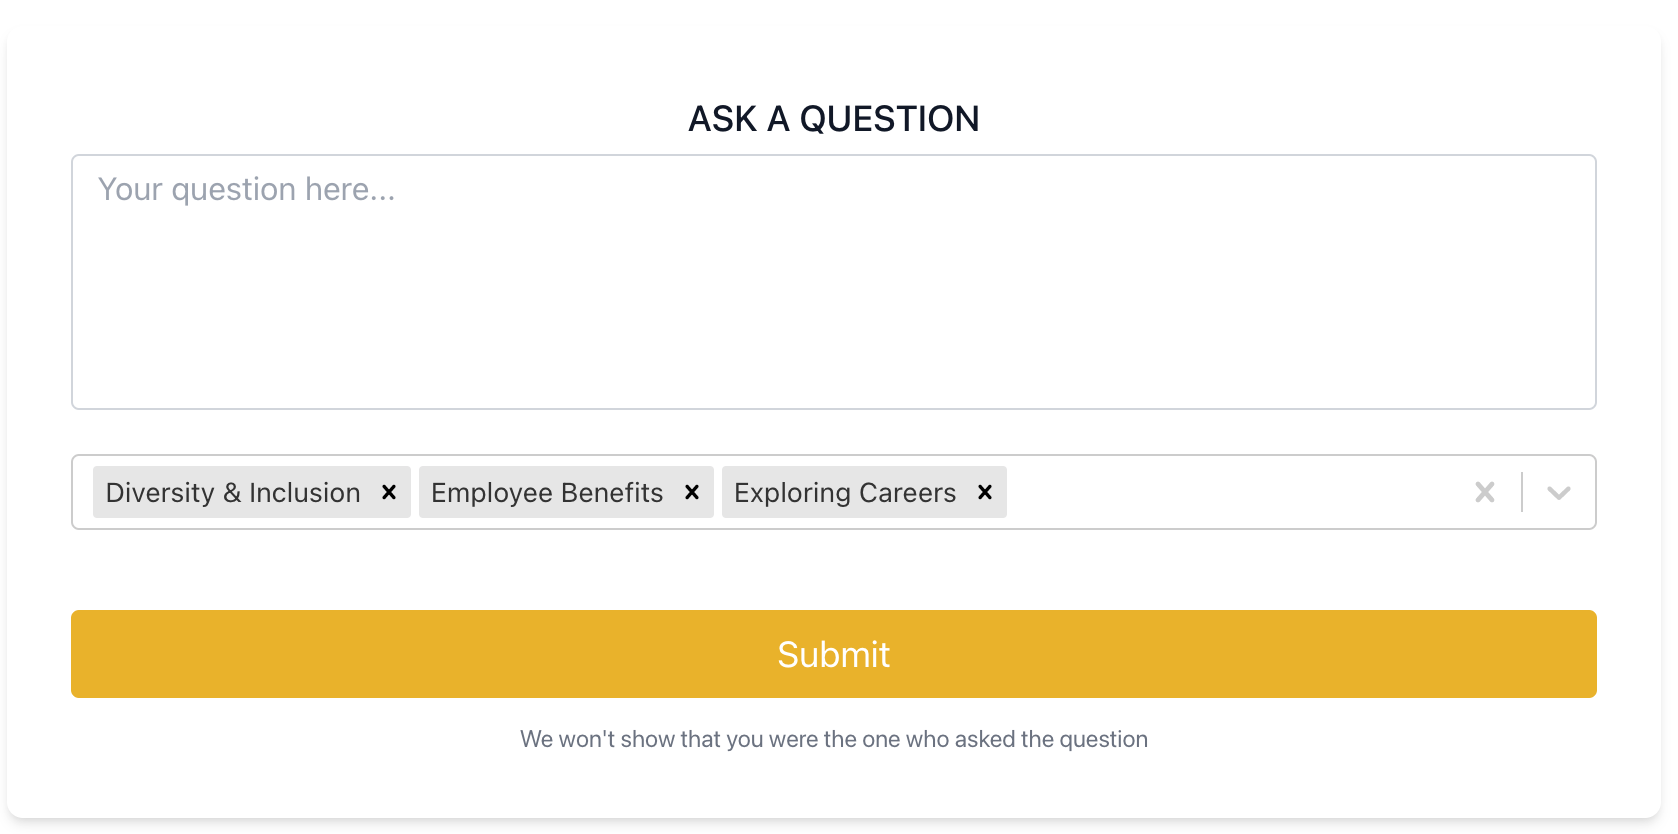 ASK A QUESTION
Your question here...
Diversity & Inclusion Employee Benefits Exploring Careers
Submit
We won't show that you were the one who asked the question